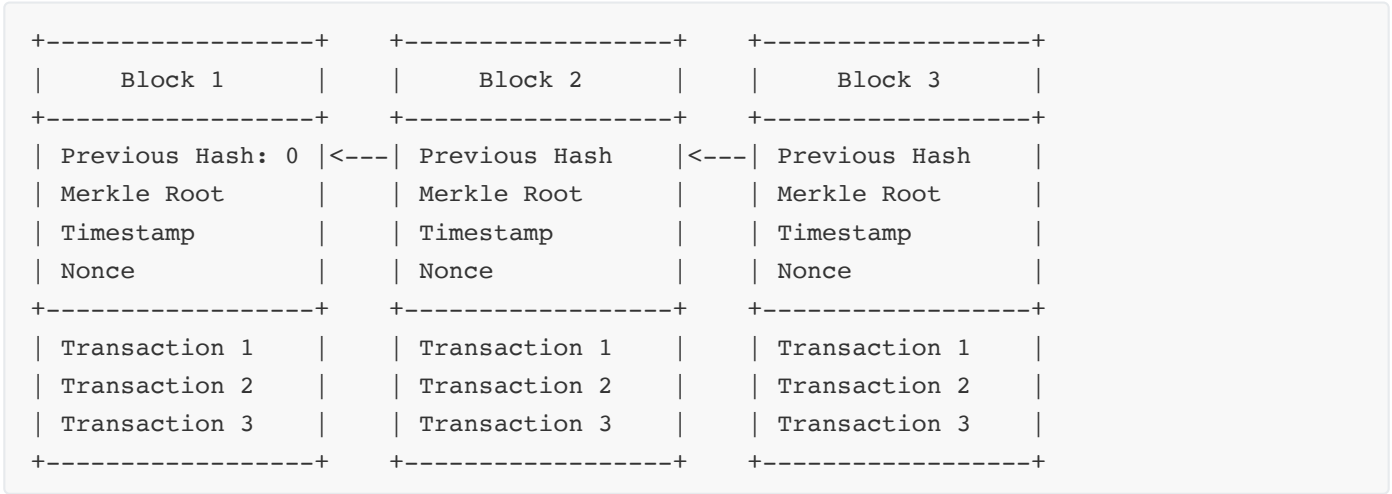 +------------------+    +------------------+    +------------------+
|     Block 1      |    |     Block 2      |    |     Block 3      |
+------------------+    +------------------+    +------------------+
| Previous Hash: 0 |<---| Previous Hash    |<---| Previous Hash    |
| Merkle Root      |    | Merkle Root      |    | Merkle Root      |
| Timestamp        |    | Timestamp        |    | Timestamp        |
| Nonce            |    | Nonce            |    | Nonce            |
+------------------+    +------------------+    +------------------+
| Transaction 1    |    | Transaction 1    |    | Transaction 1    |
| Transaction 2    |    | Transaction 2    |    | Transaction 2    |
| Transaction 3    |    | Transaction 3    |    | Transaction 3    |
+------------------+    +------------------+    +------------------+